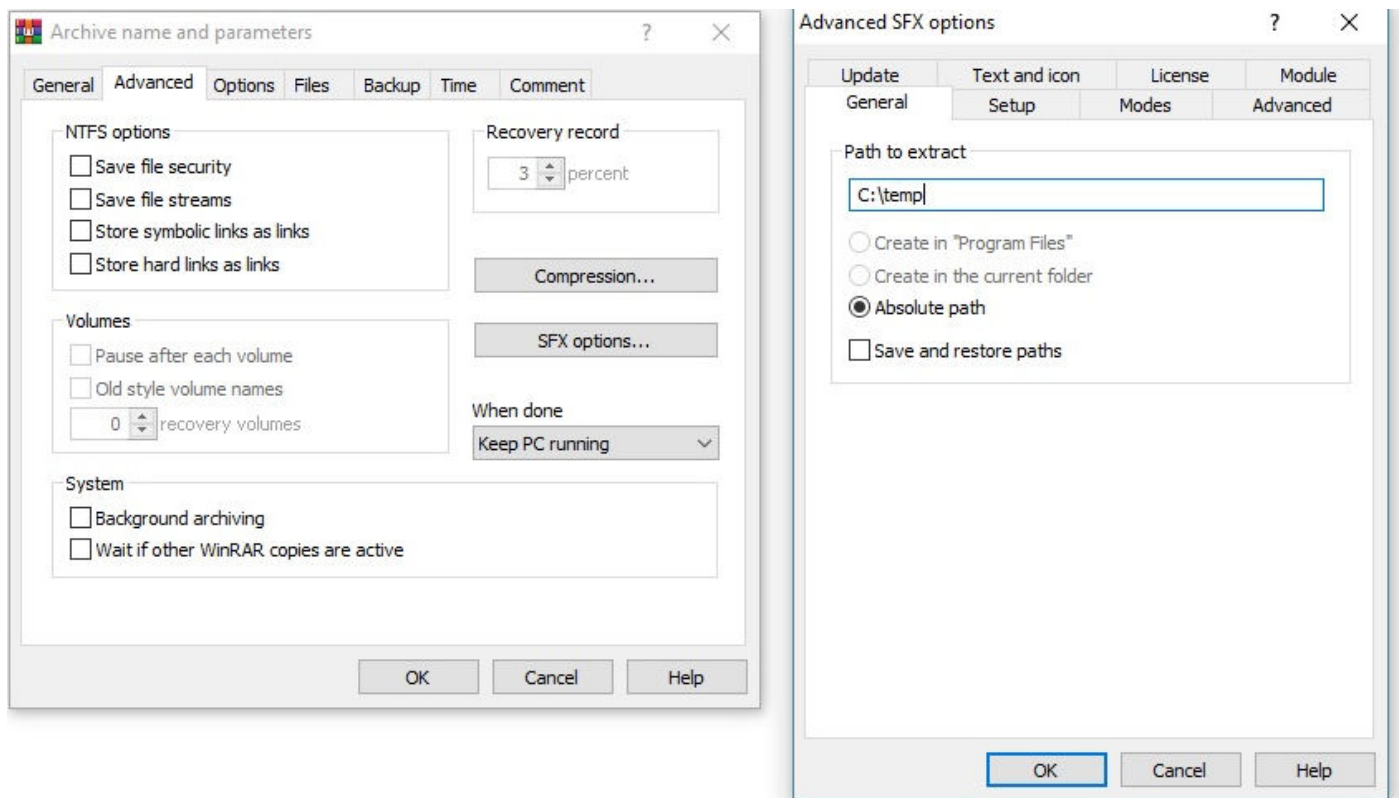 Archive name and parameters
?
General Advanced Options Files Backup Time Comment
NTFS options
Save file security
Save file streams
Store symbolic links as links
Store hard links as links
Recovery record
3 percent
Compression...
SFX options...
Volumes
Pause after each volume
Old style volume names
0 recovery volumes
When done
Keep PC running
System
Background archiving
Wait if other WinRAR copies are active
OK Cancel Help
Advanced SFX options
?
Update Text and icon License Module
General Setup Modes Advanced
Path to extract
C:\temp
Create in "Program Files"
Create in the current folder
Absolute path
Save and restore paths
OK Cancel Help